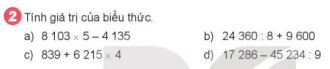 2 Tính giá trị của biểu thức.
a) 8 103 × 5 – 4 135 b) 24 360 : 8 + 9 600
c) 839 + 6 215 × 4 d) 17 286 – 45 234 : 9